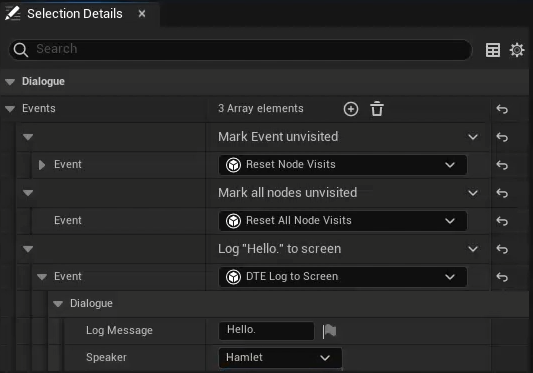 Selection Details
Search
Dialogue
Events 3 Array elements
Mark Event unvisited
Event Reset Node Visits
Mark all nodes unvisited
Event Reset All Node Visits
Log "Hello." to screen
Event DTE Log to Screen
Dialogue
Log Message Hello.
Speaker Hamlet